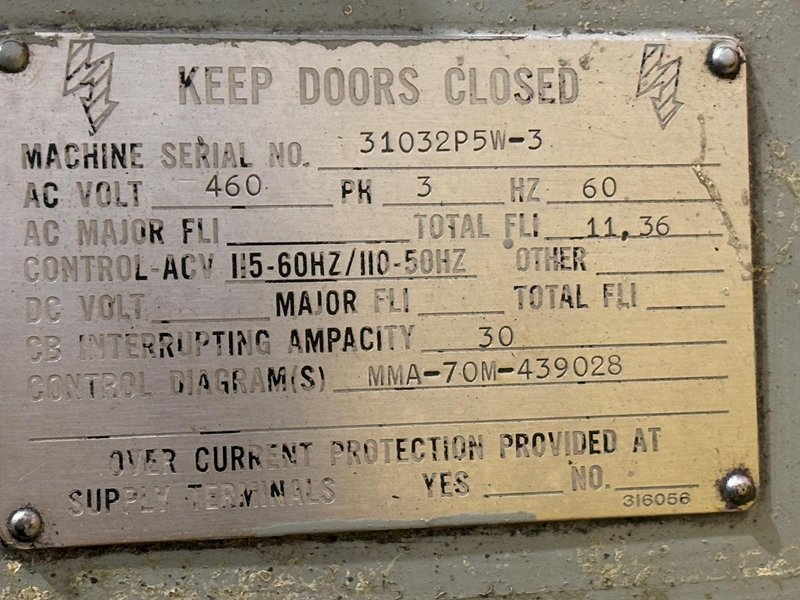 KEEP DOORS CLOSED
MACHINE SERIAL NO. 31032P5W-3
AC VOLT 460 PH 3 HZ 60
AC MAJOR FLI TOTAL FLI 11,36
CONTROL-ACV 115-60HZ/110-50HZ OTHER
DC VOLT MAJOR FLI TOTAL FLI
CB INTERRUPTING AMPACITY 30
CONTROL DIAGRAM(S) MMA-70M-439028
OVER CURRENT PROTECTION PROVIDED AT
SUPPLY TERMINALS YES NO.
316056